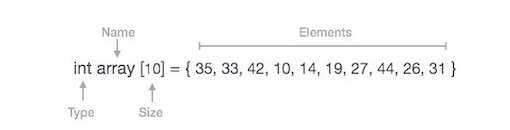 Name Elements
int array [10] = { 35, 33, 42, 10, 14, 19, 27, 44, 26, 31 }
Type Size